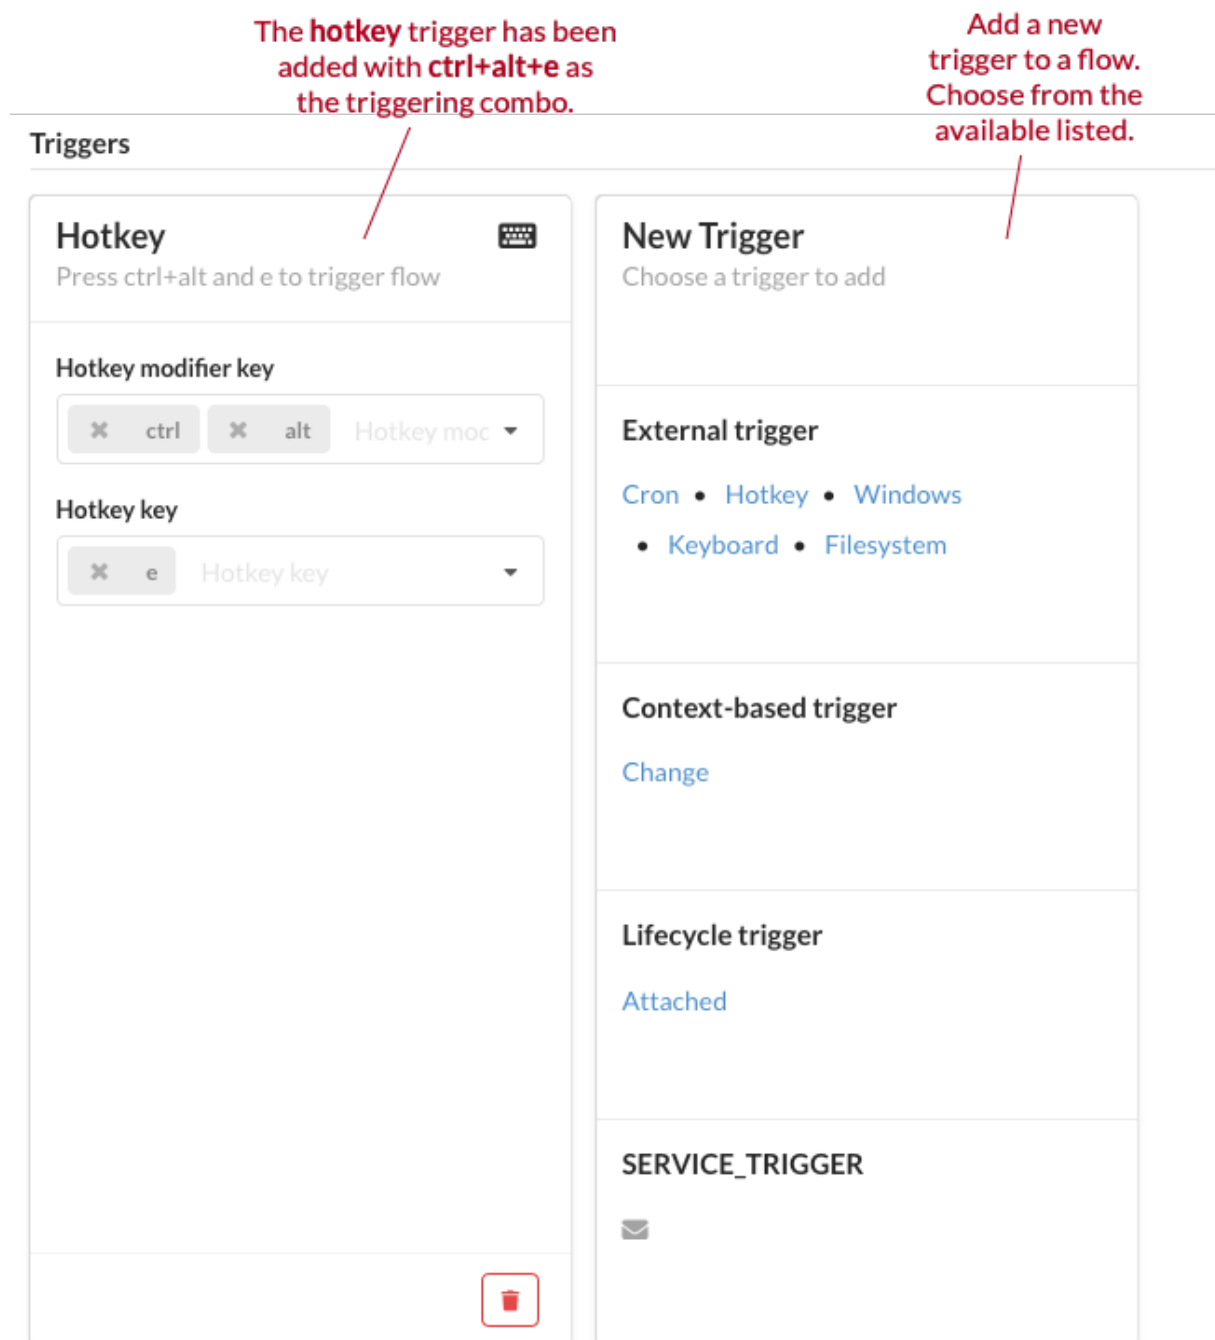 The hotkey trigger has been
added with ctrl+alt+e as
the triggering combo.
Add a new
trigger to a flow.
Choose from the
available listed.
Triggers
Hotkey
Press ctrl+alt and e to trigger flow
Hotkey modifier key
ctrl alt Hotkey moc
Hotkey key
e Hotkey key
New Trigger
Choose a trigger to add
External trigger
Cron • Hotkey • Windows
• Keyboard • Filesystem
Context-based trigger
Change
Lifecycle trigger
Attached
SERVICE_TRIGGER